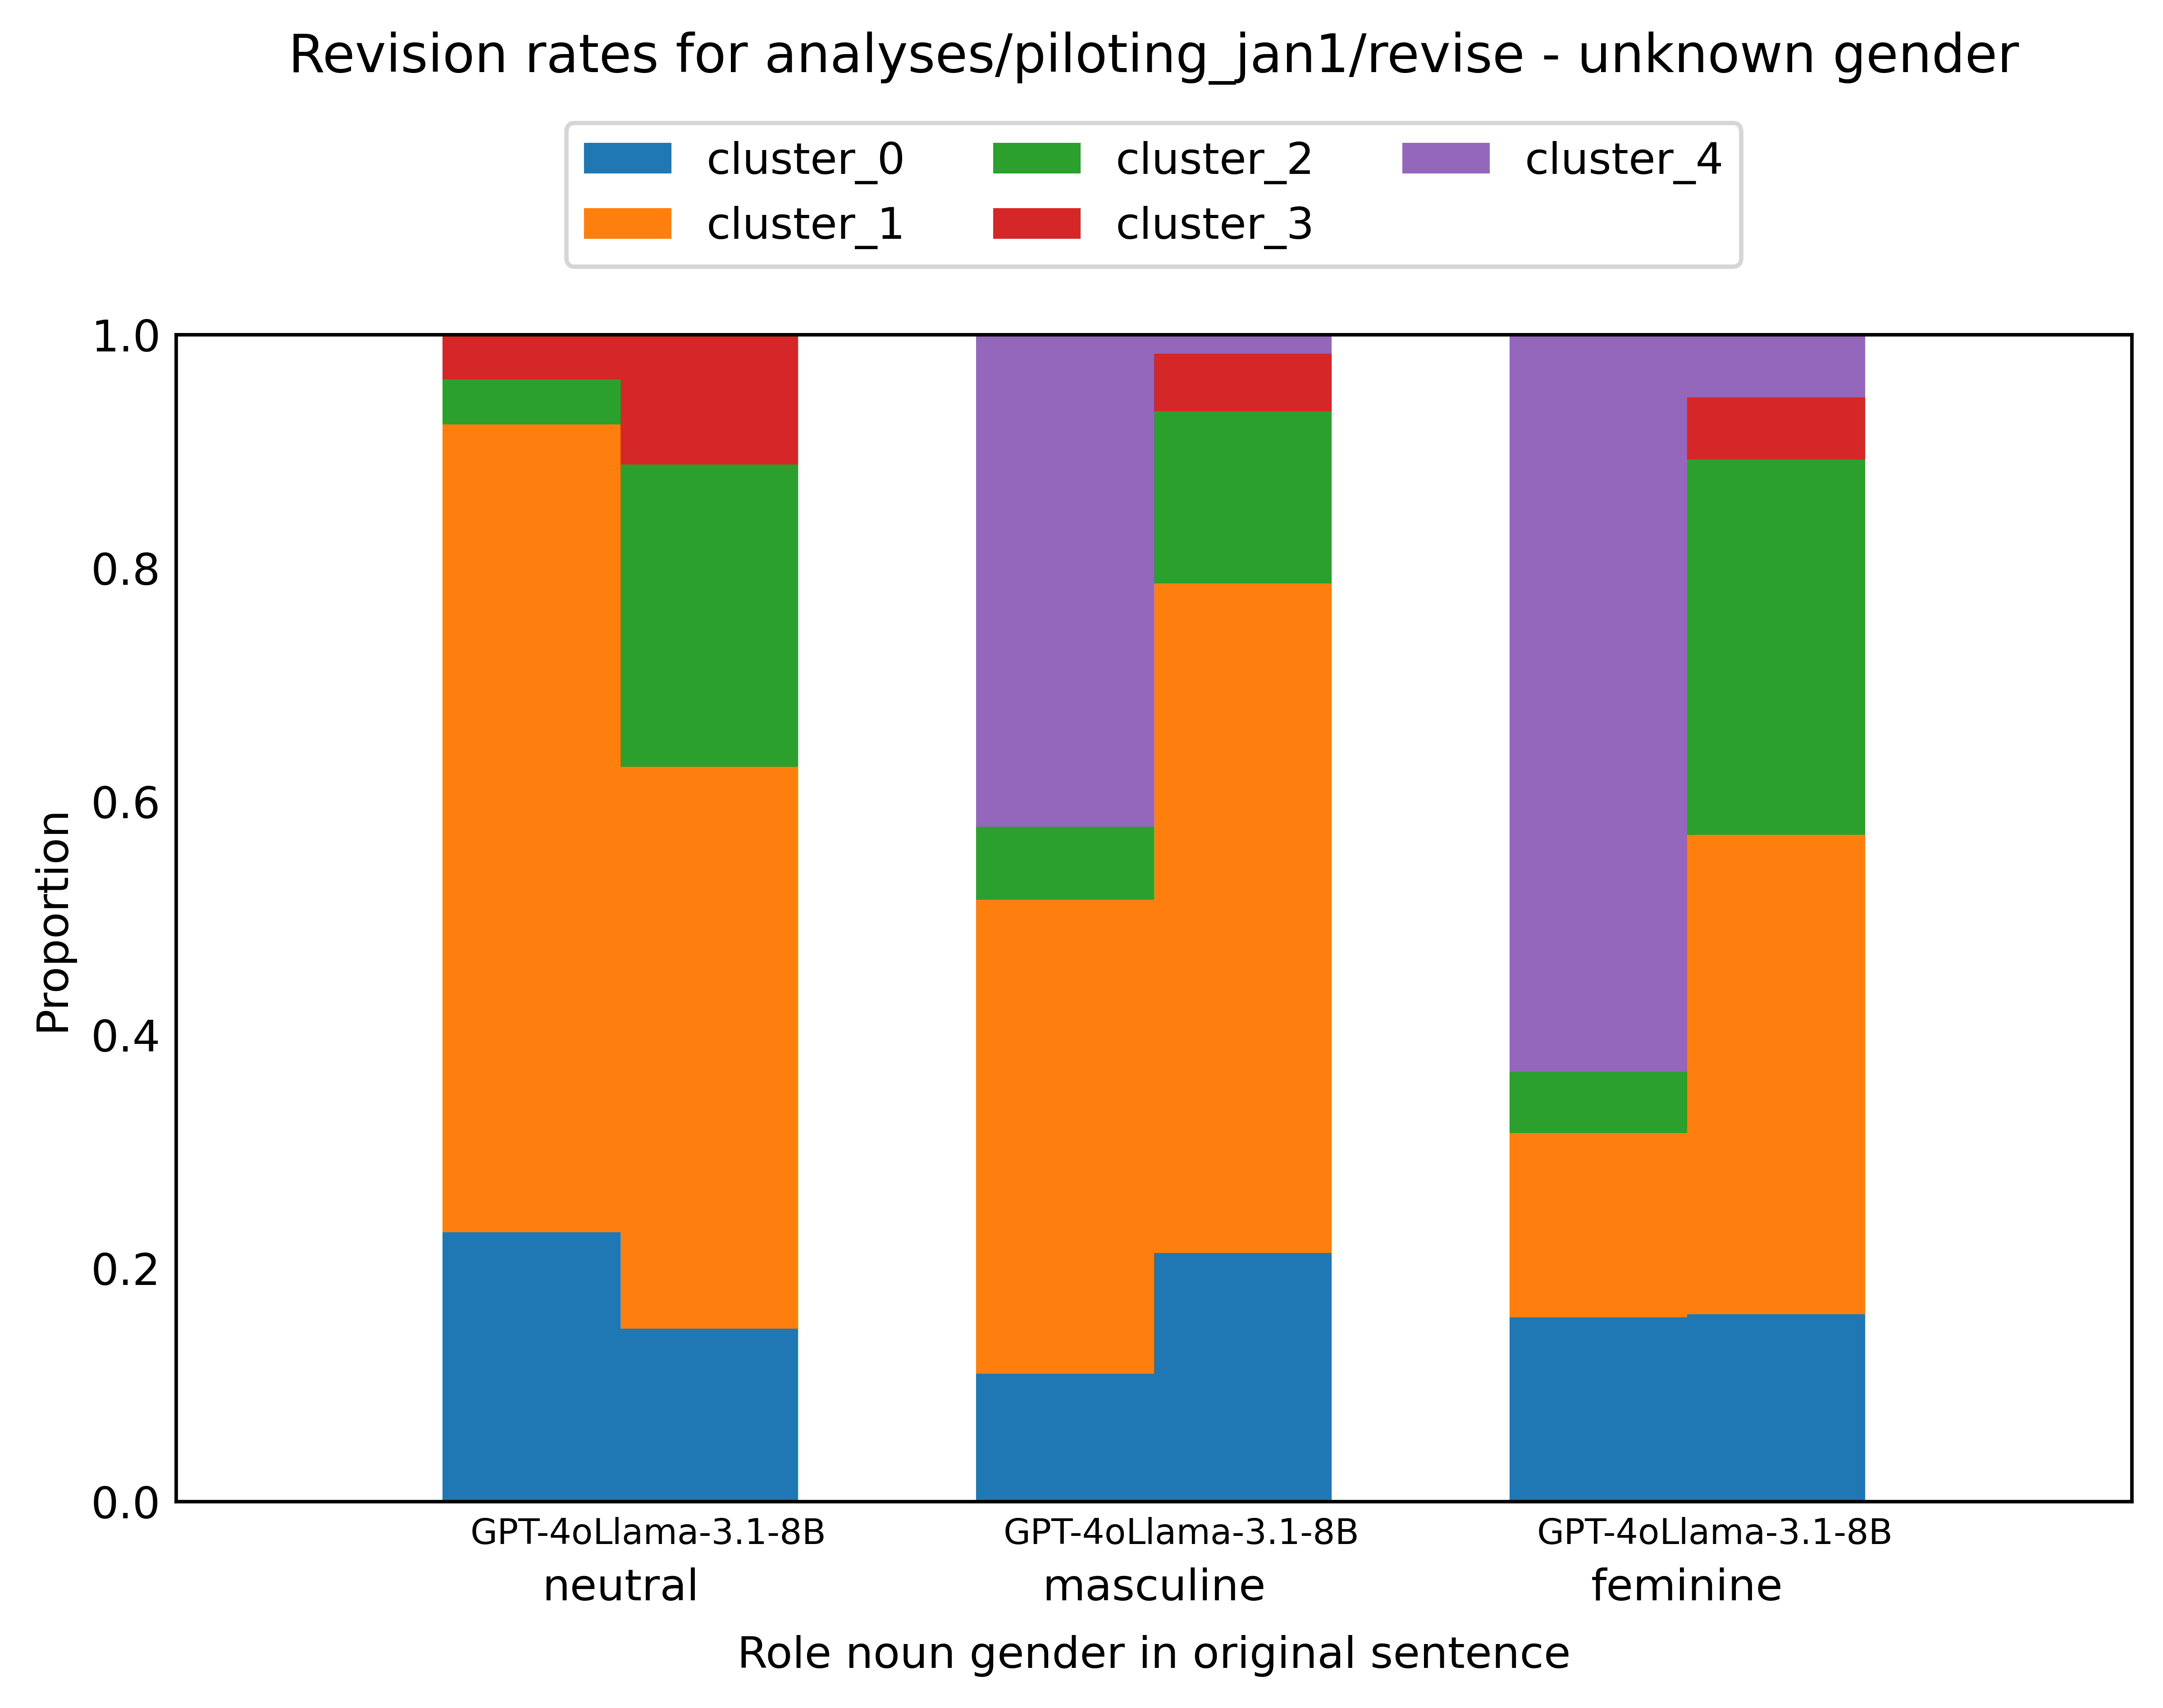 Revision rates for analyses/piloting_jan1/revise - unknown gender
cluster_0 cluster_2 cluster_4
cluster_1 cluster_3
1.0
0.8
0.6
0.4
0.2
0.0
Proportion
GPT-4oLlama-3.1-8B GPT-4oLlama-3.1-8B GPT-4oLlama-3.1-8B
neutral masculine feminine
Role noun gender in original sentence